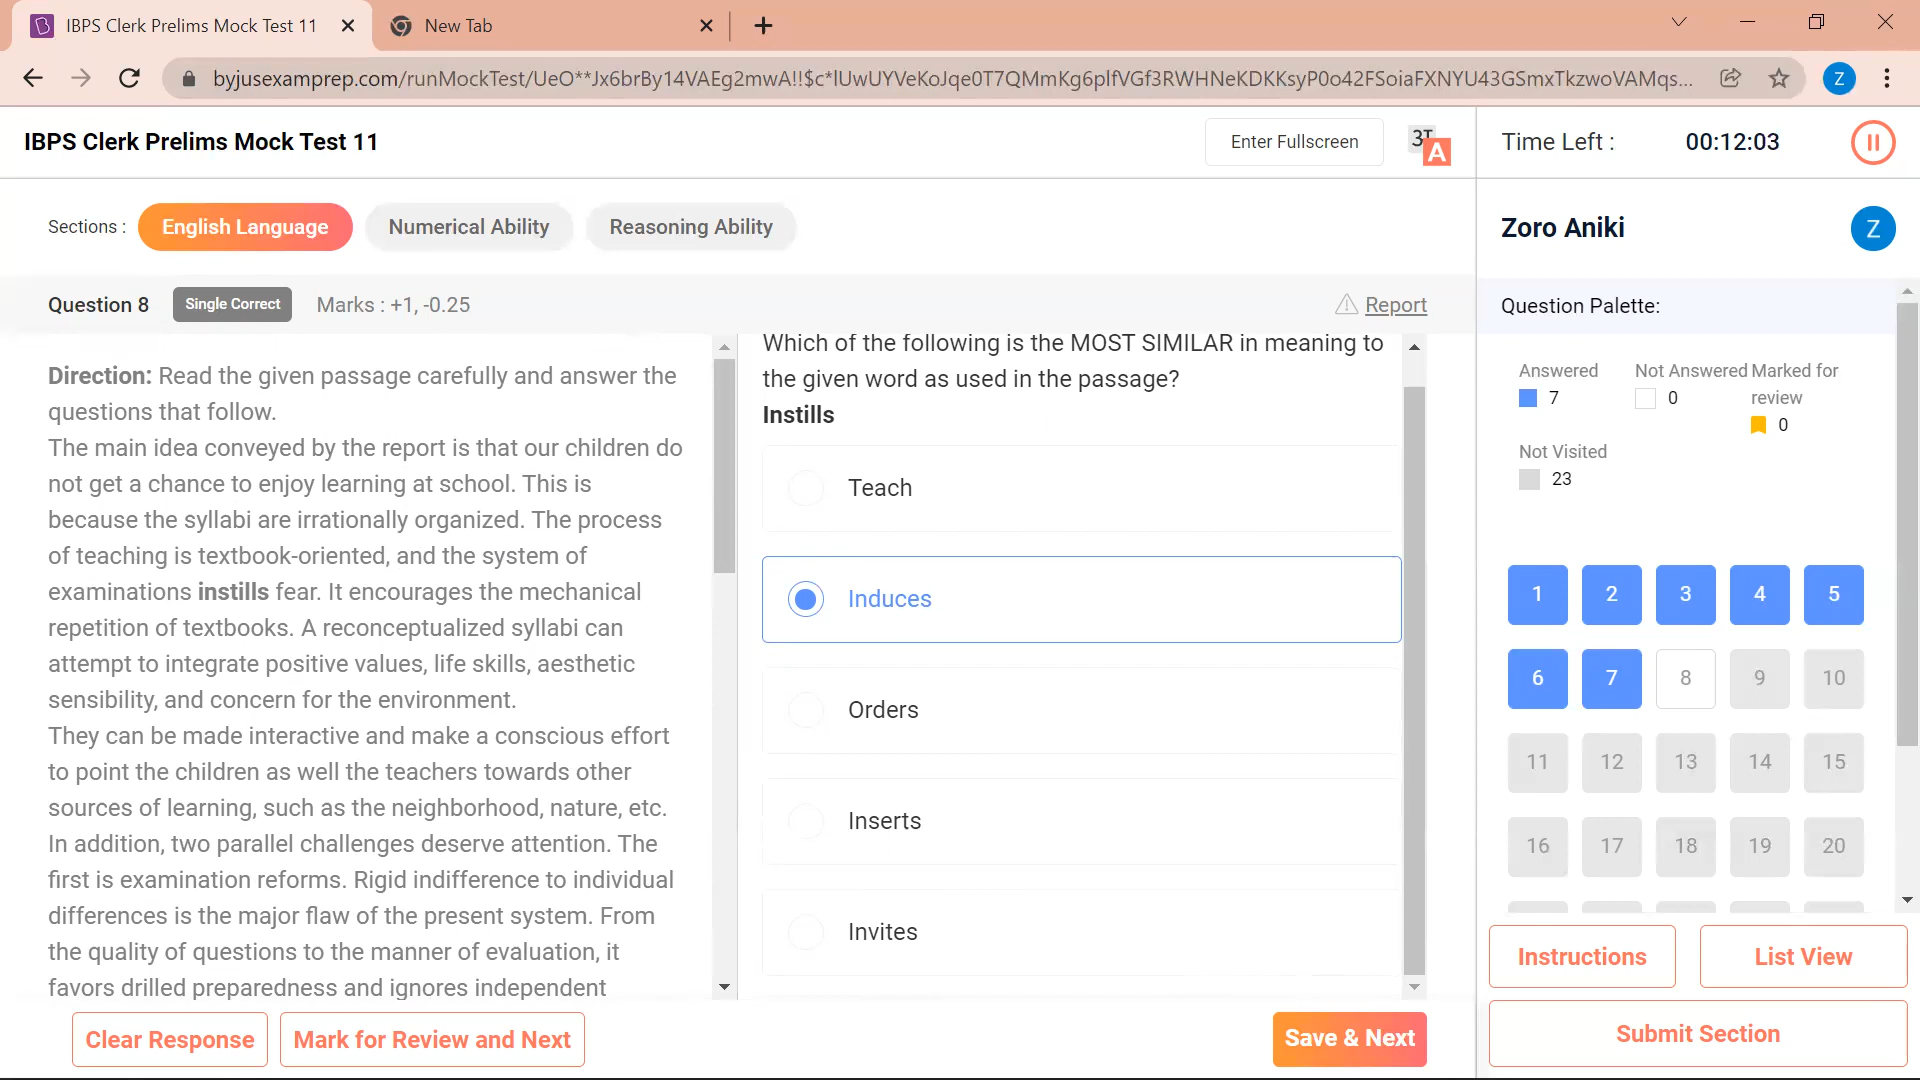 IBPS Clerk Prelims Mock Test 11
New Tab
byjusexamprep.com/runMockTest/UeO**Jx6brBy14VAEg2mwA!!$c*lUwUYVeKoJqe0T7QMmKg6plfVGf3RWHNeKDKKsyP0o42FSoiaFXNYU43GSmxTkzwoVAMqs...
Z
IBPS Clerk Prelims Mock Test 11
Enter Fullscreen
A
Time Left :
00:12:03
Sections :
English Language
Numerical Ability
Reasoning Ability
Zoro Aniki
Z
Question 8
Single Correct
Marks : +1, -0.25
Report
Direction: Read the given passage carefully and answer the
questions that follow.
The main idea conveyed by the report is that our children do
not get a chance to enjoy learning at school. This is
because the syllabi are irrationally organized. The process
of teaching is textbook-oriented, and the system of
examinations instills fear. It encourages the mechanical
repetition of textbooks. A reconceptualized syllabi can
attempt to integrate positive values, life skills, aesthetic
sensibility, and concern for the environment.
They can be made interactive and make a conscious effort
to point the children as well the teachers towards other
sources of learning, such as the neighborhood, nature, etc.
In addition, two parallel challenges deserve attention. The
first is examination reforms. Rigid indifference to individual
differences is the major flaw of the present system. From
the quality of questions to the manner of evaluation, it
favors drilled preparedness and ignores independent
Which of the following is the MOST SIMILAR in meaning to
the given word as used in the passage?
Instills
Teach
Induces
Orders
Inserts
Invites
Clear Response
Mark for Review and Next
Save & Next
Question Palette:
Answered
7
Not Answered
0
Marked for
review
0
Not Visited
23
1 2 3 4 5
6 7 8 9 10
11 12 13 14 15
16 17 18 19 20
Instructions
List View
Submit Section